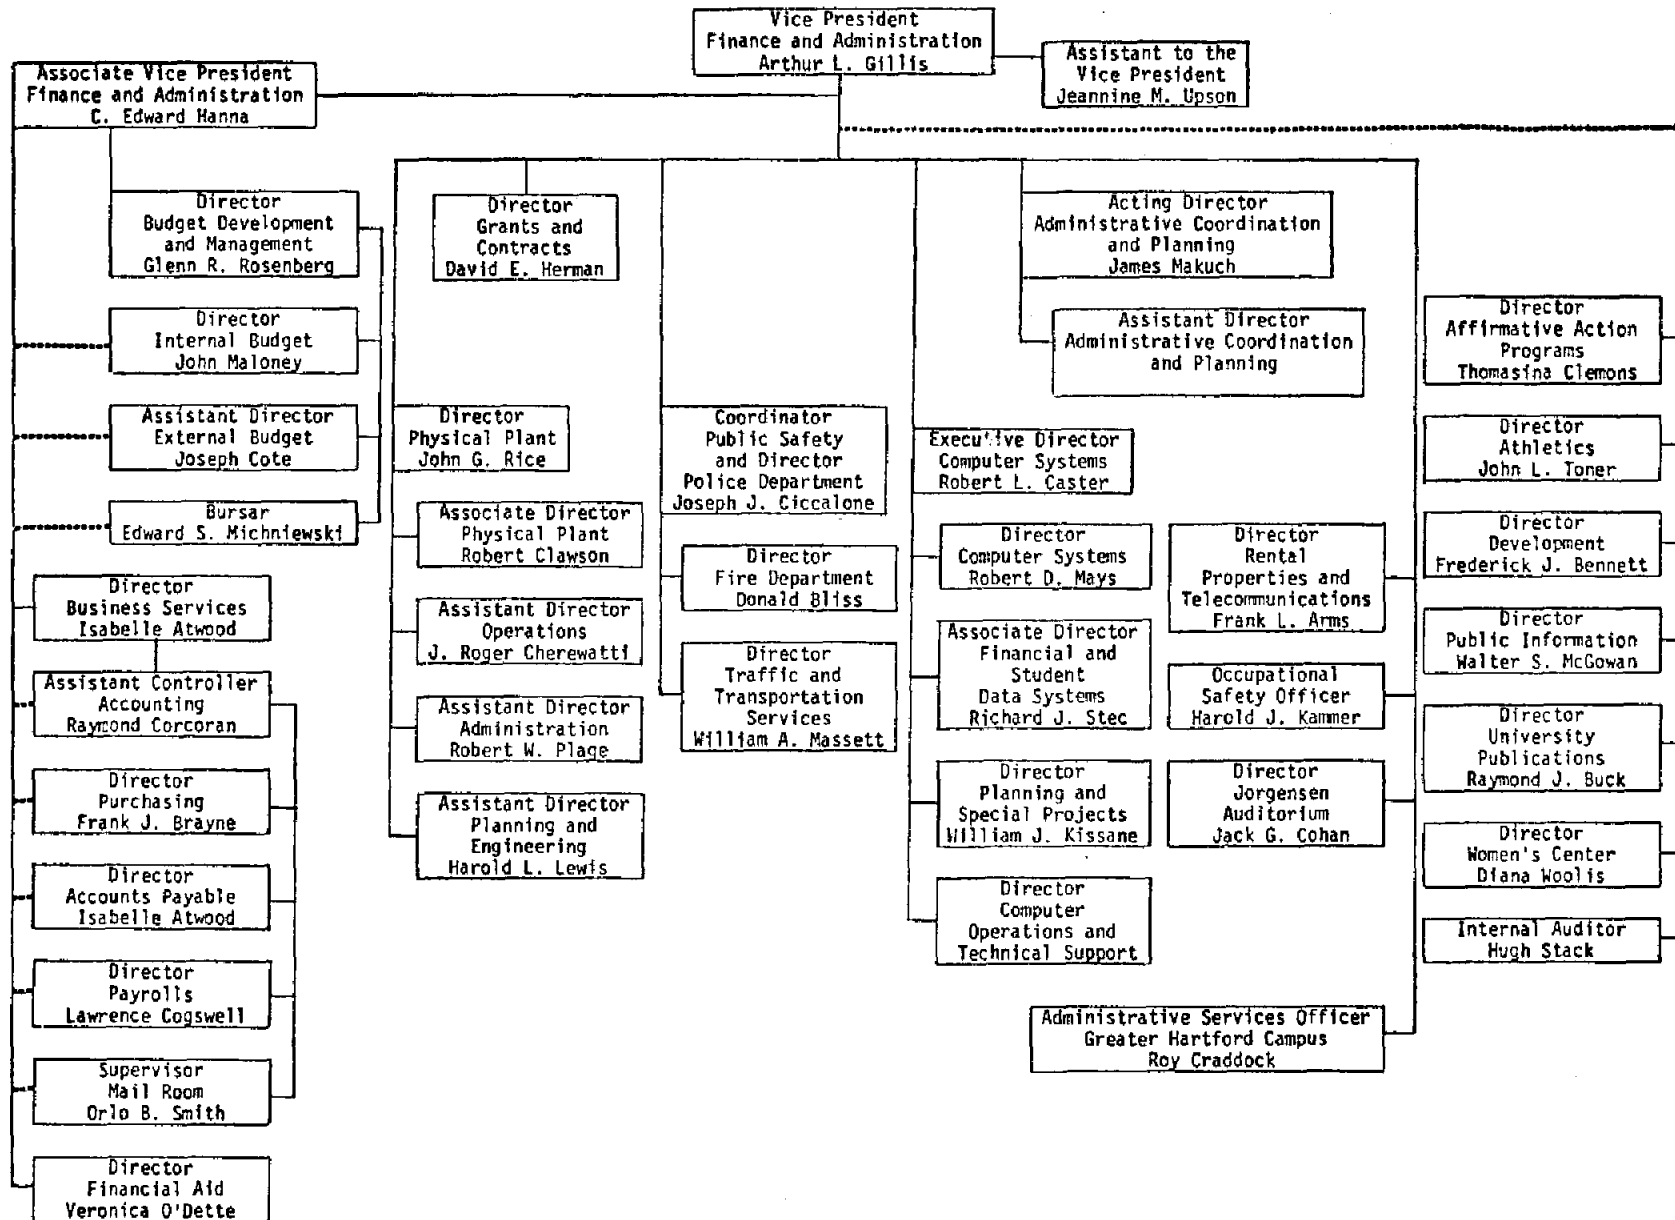 Vice President
Finance and Administration
Arthur L. Gillis
Assistant to the
Vice President
Jeannine M. Upson
Associate Vice President
Finance and Administration
C. Edward Hanna
Director
Budget Development
and Management
Glenn R. Rosenberg
Director
Internal Budget
John Maloney
Assistant Director
External Budget
Joseph Cote
Bursar
Edward S. Michniewski
Director
Business Services
Isabelle Atwood
Assistant Controller
Accounting
Raymond Corcoran
Director
Purchasing
Frank J. Brayne
Director
Accounts Payable
Isabelle Atwood
Director
Payrolls
Lawrence Cogswell
Supervisor
Mail Room
Orlo B. Smith
Director
Financial Aid
Veronica O'Dette
Director
Grants and
Contracts
David E. Herman
Director
Physical Plant
John G. Rice
Associate Director
Physical Plant
Robert Clawson
Assistant Director
Operations
J. Roger Cherewatti
Assistant Director
Administration
Robert W. Plage
Assistant Director
Planning and
Engineering
Harold L. Lewis
Coordinator
Public Safety
and Director
Police Department
Joseph J. Ciccalone
Director
Fire Department
Donald Bliss
Director
Traffic and
Transportation
Services
William A. Massett
Acting Director
Administrative Coordination
and Planning
James Makuch
Assistant Director
Administrative Coordination
and Planning
Executive Director
Computer Systems
Robert L. Caster
Director
Computer Systems
Robert D. Mays
Associate Director
Financial and
Student
Data Systems
Richard J. Stec
Director
Planning and
Special Projects
William J. Kissane
Director
Computer
Operations and
Technical Support
Director
Rental
Properties and
Telecommunications
Frank L. Arms
Occupational
Safety Officer
Harold J. Kammer
Director
Jorgensen
Auditorium
Jack G. Cohan
Administrative Services Officer
Greater Hartford Campus
Roy Craddock
Director
Affirmative Action
Programs
Thomasina Clemons
Director
Athletics
John L. Toner
Director
Development
Frederick J. Bennett
Director
Public Information
Walter S. McGowan
Director
University
Publications
Raymond J. Buck
Director
Women's Center
Diana Woolis
Internal Auditor
Hugh Stack